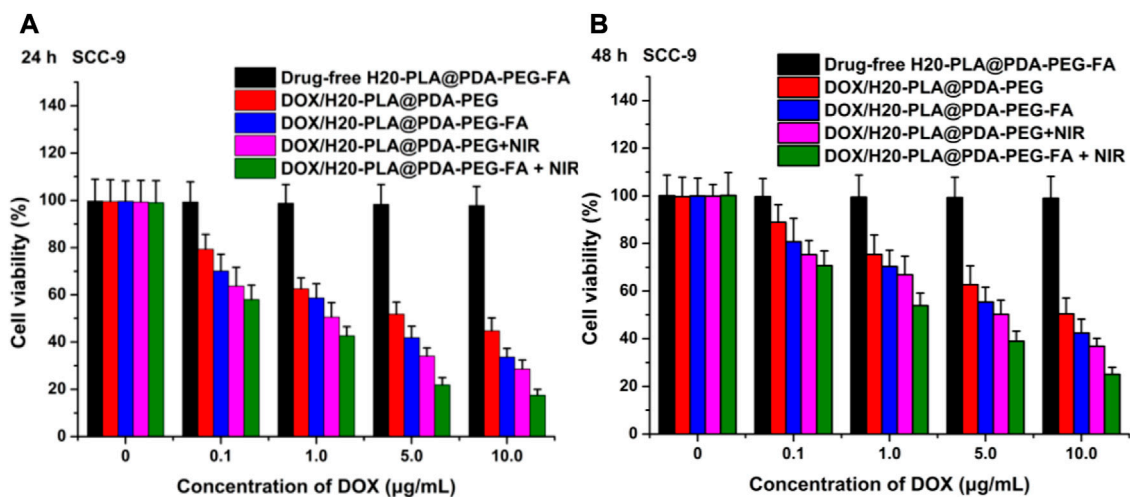 A
24 h SCC-9
Drug-free H20-PLA@PDA-PEG-FA
DOX/H20-PLA@PDA-PEG
DOX/H20-PLA@PDA-PEG-FA
DOX/H20-PLA@PDA-PEG+NIR
DOX/H20-PLA@PDA-PEG-FA + NIR
140
120
100
80
60
40
20
0
Cell viability (%)
0 0.1 1.0 5.0 10.0
Concentration of DOX (µg/mL)
B
48 h SCC-9
Drug-free H20-PLA@PDA-PEG-FA
DOX/H20-PLA@PDA-PEG
DOX/H20-PLA@PDA-PEG-FA
DOX/H20-PLA@PDA-PEG+NIR
DOX/H20-PLA@PDA-PEG-FA + NIR
140
120
100
80
60
40
20
0
Cell viability (%)
0 0.1 1.0 5.0 10.0
Concentration of DOX (µg/mL)